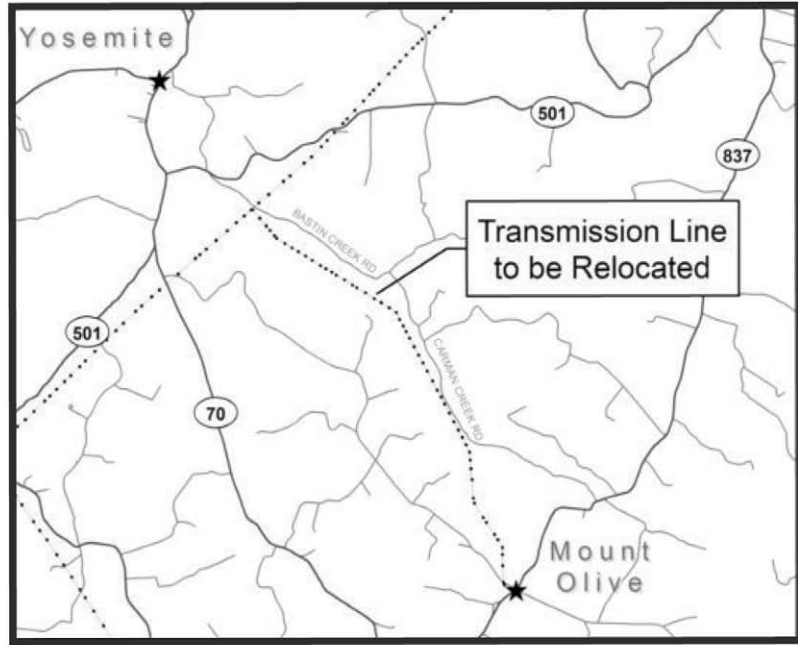 Yosemite
501
837
BASTIN CREEK RD
Transmission Line
to be Relocated
501
CARMAN CREEK RD
70
Mount
Olive